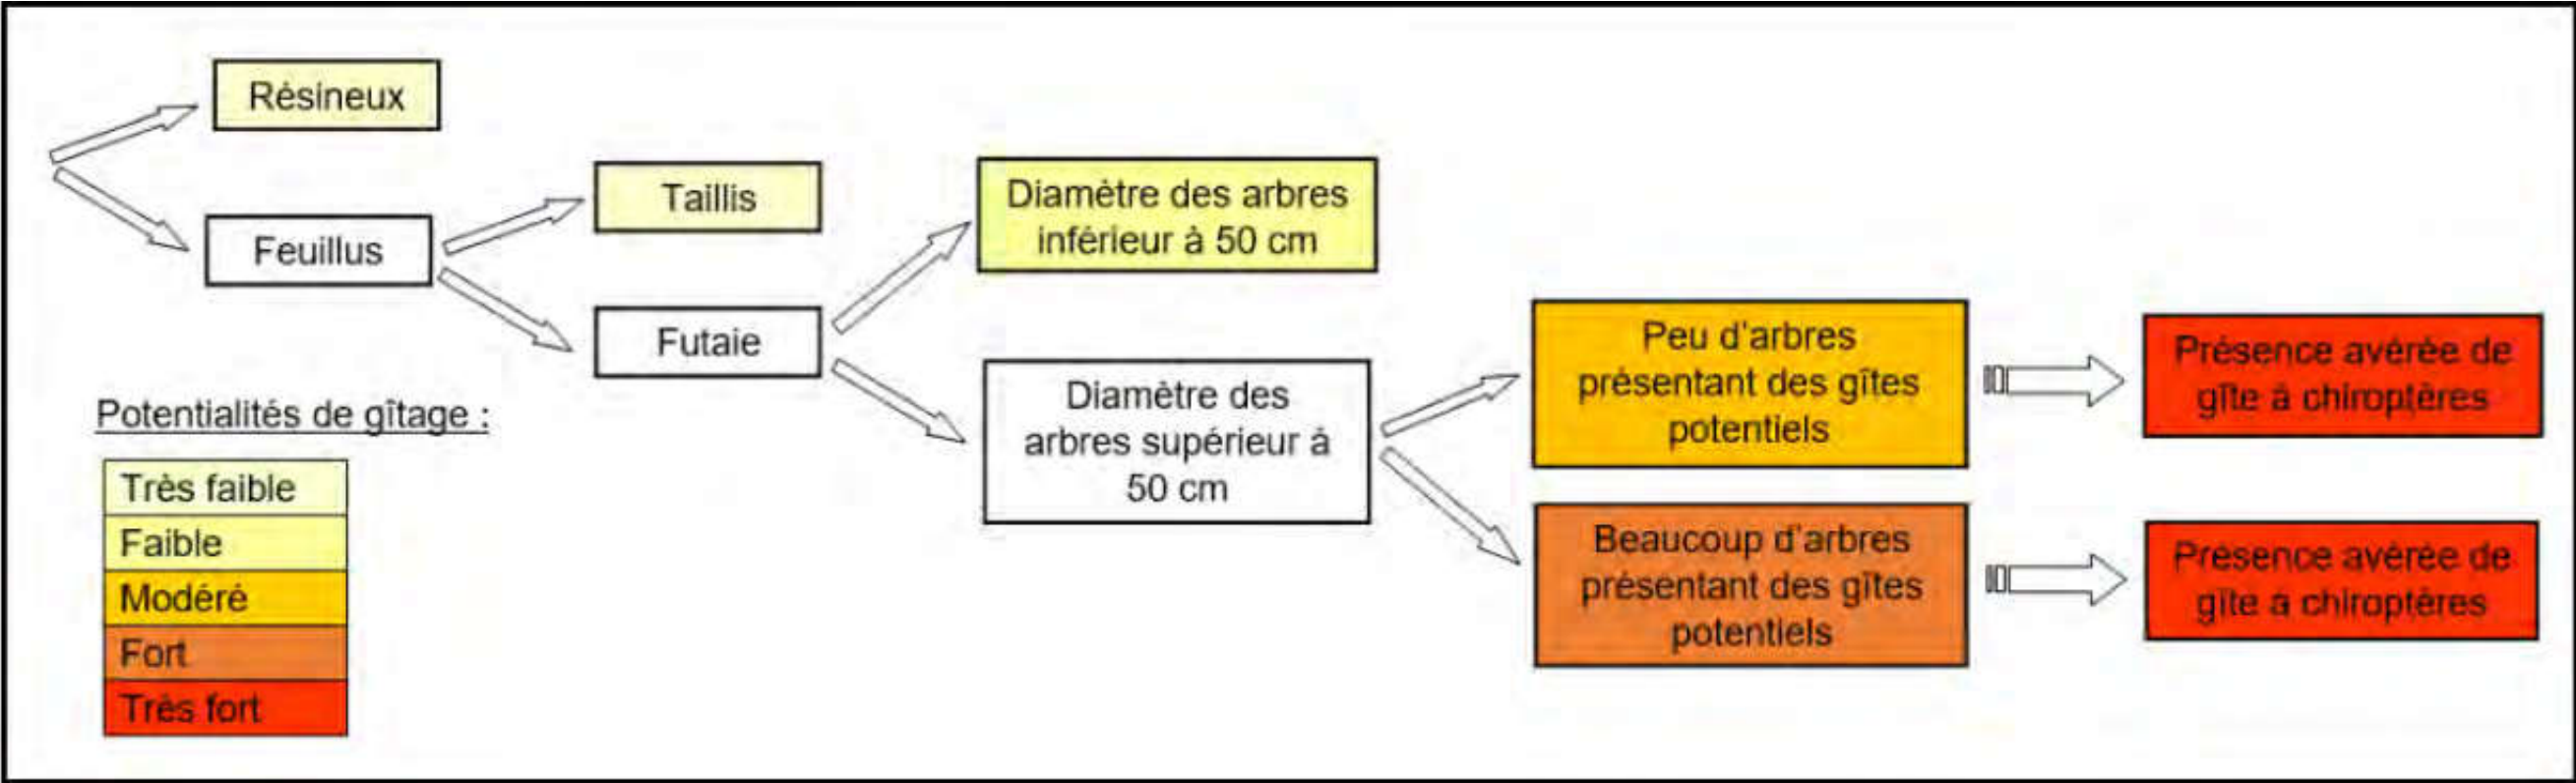 Résineux
Feuillus
Taillis
Futaie
Diamètre des arbres
inférieur à 50 cm
Diamètre des
arbres supérieur à
50 cm
Peu d'arbres
présentant des gîtes
potentiels
Présence avérée de
gîte à chiroptères
Beaucoup d'arbres
présentant des gîtes
potentiels
Présence avérée de
gîte à chiroptères
Potentialités de gîtage :
Très faible
Faible
Modéré
Fort
Très fort